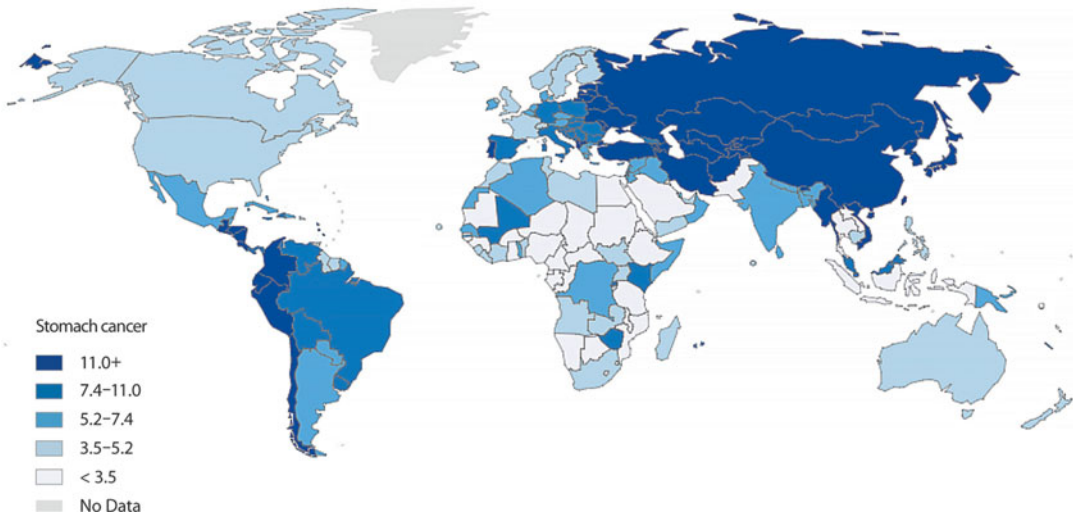 Stomach cancer
11.0+
7.4–11.0
5.2–7.4
3.5–5.2
< 3.5
No Data